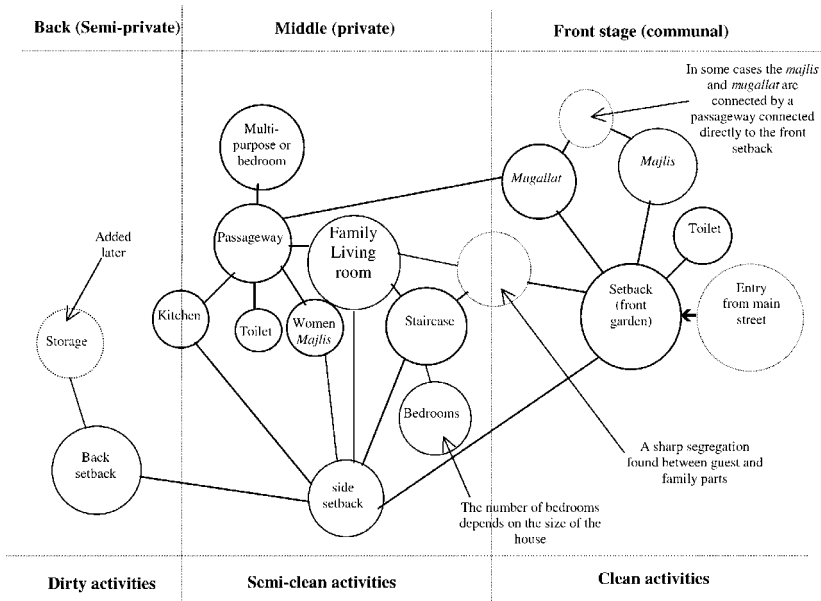 Back (Semi-private)
Middle (private)
Front stage (communal)
In some cases the majlis
and mugallat are
connected by a
passageway connected
directly to the front
setback
Multi-
purpose or
bedroom
Mugallat
Majlis
Passageway
Family
Living
room
Toilet
Added
later
Setback
(front
garden)
Entry
from main
street
Kitchen
Toilet
Women
Majlis
Staircase
Storage
Bedrooms
A sharp segregation
found between guest and
family parts
Back
setback
side
setback
The number of bedrooms
depends on the size of the
house
Dirty activities
Semi-clean activities
Clean activities